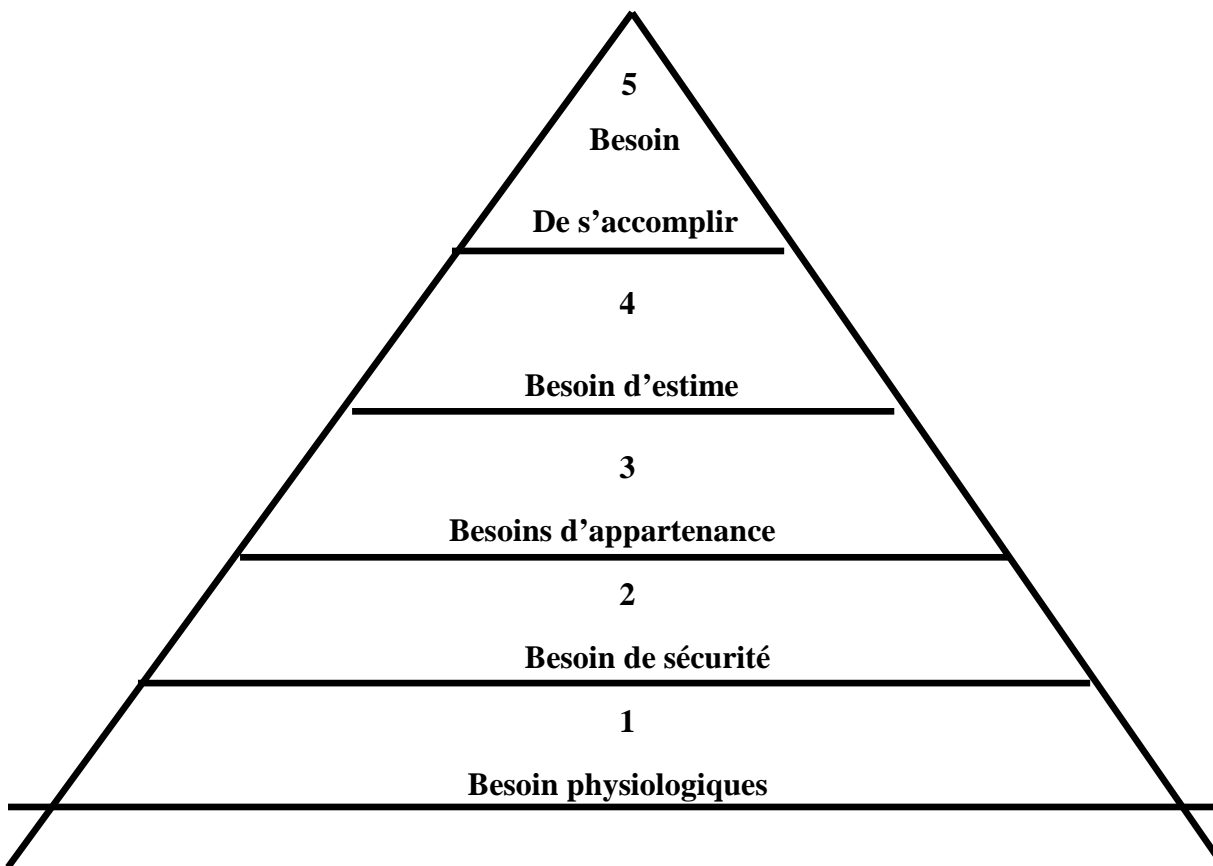 5
Besoin
De s’accomplir
4
Besoin d’estime
3
Besoins d’appartenance
2
Besoin de sécurité
1
Besoin physiologiques